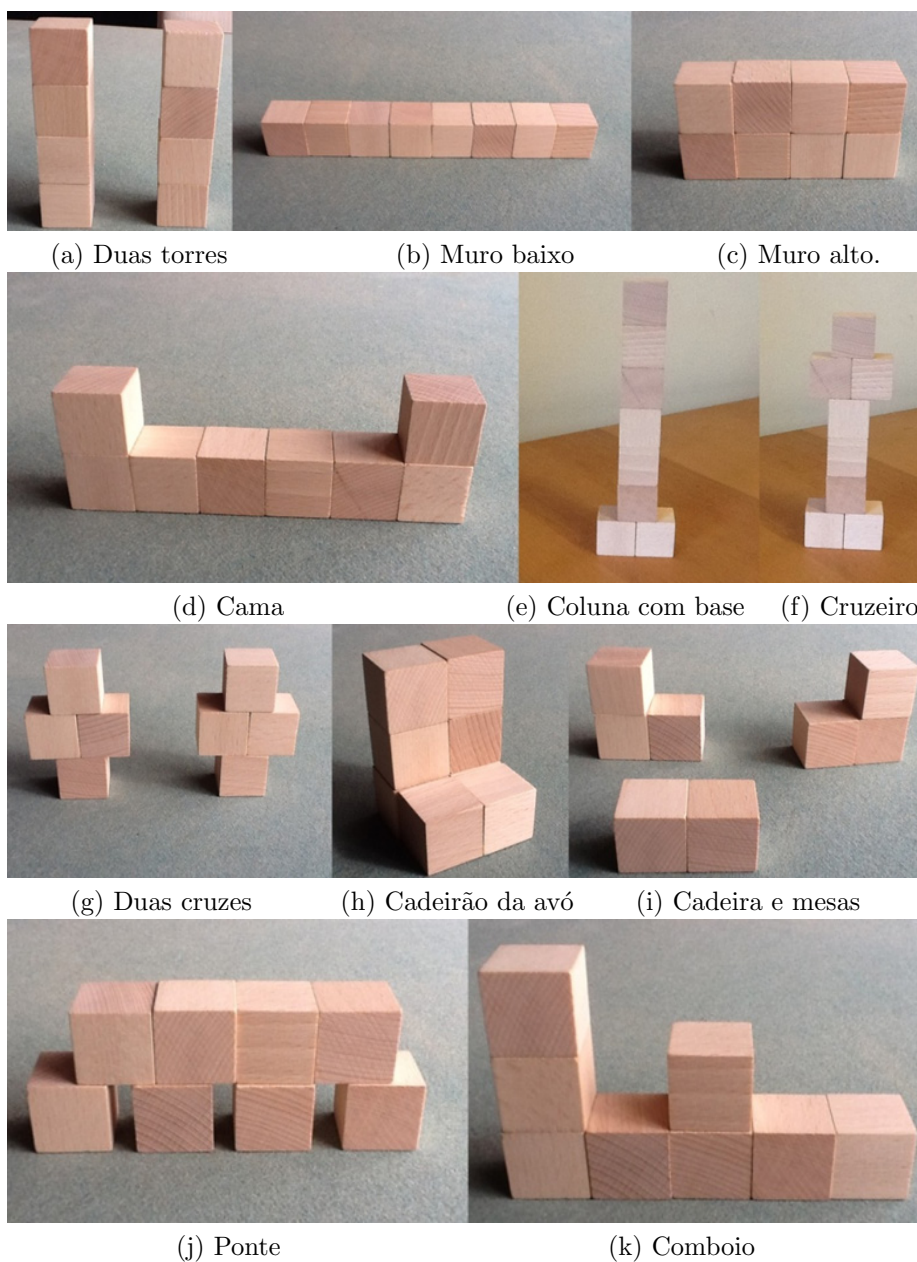 (a) Duas torres
(b) Muro baixo
(c) Muro alto.
(d) Cama
(e) Coluna com base
(f) Cruzeiro
(g) Duas cruzes
(h) Cadeirão da avó
(i) Cadeira e mesas
(j) Ponte
(k) Comboio